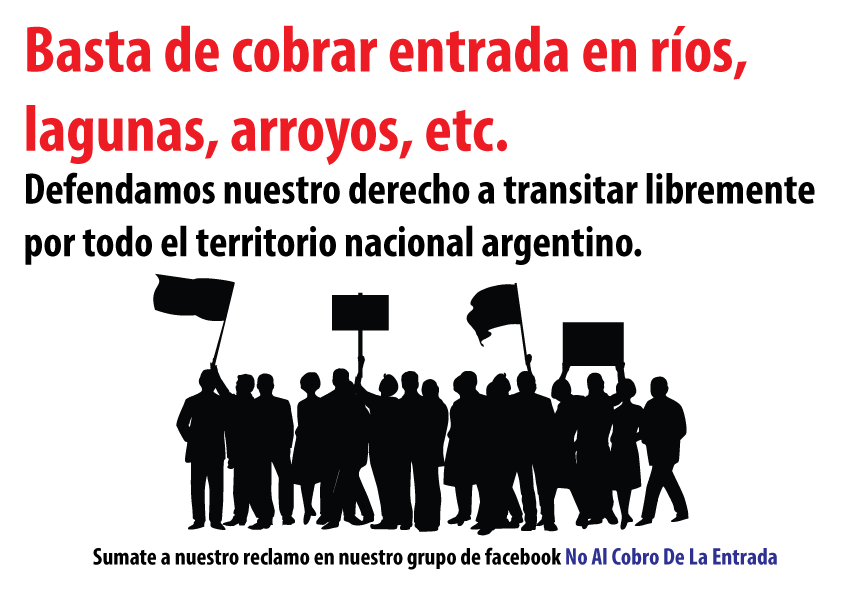 Basta de cobrar entrada en ríos,
lagunas, arroyos, etc.
Defendamos nuestro derecho a transitar libremente
por todo el territorio nacional argentino.
Sumate a nuestro reclamo en nuestro grupo de facebook No Al Cobro De La Entrada